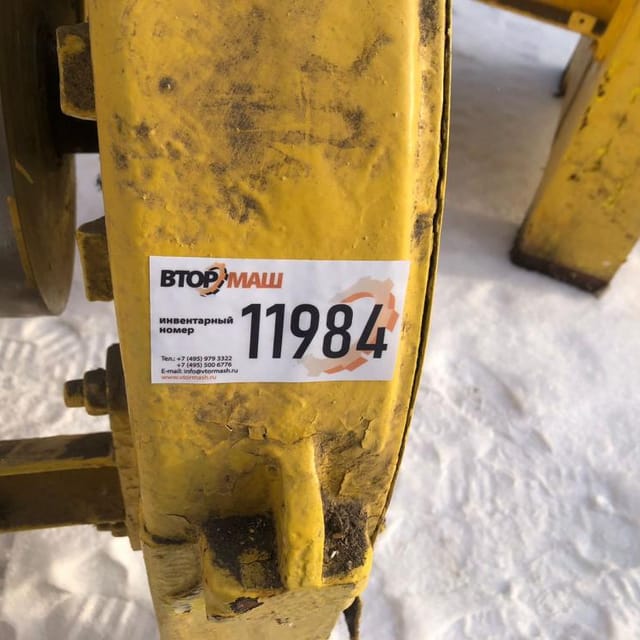 ВТОРМАШ
инвентарный
номер
11984
Тел.: +7 (495) 979 3322
+7 (495) 500 6776
E-mail: info@vtormash.ru
www.vtormash.ru